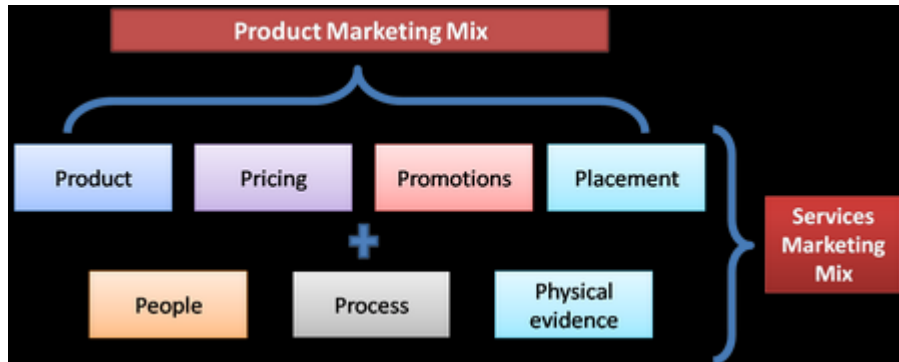 Product Marketing Mix
Product
Pricing
Promotions
Placement
Services
Marketing
Mix
People
Process
Physical
evidence